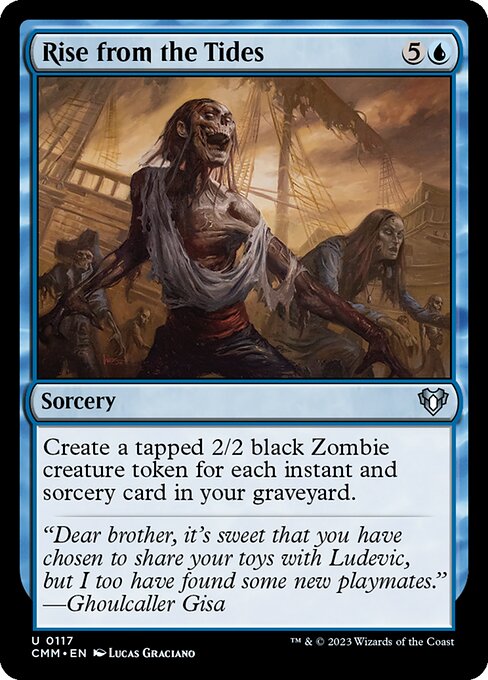 Rise from the Tides 5
Sorcery
Create a tapped 2/2 black Zombie
creature token for each instant and
sorcery card in your graveyard.
“Dear brother, it’s sweet that you have
chosen to share your toys with Ludevic,
but I too have found some new playmates.”
—Ghoulcaller Gisa
U 0117
CMM • EN Lucas Graciano
™ & © 2023 Wizards of the Coast